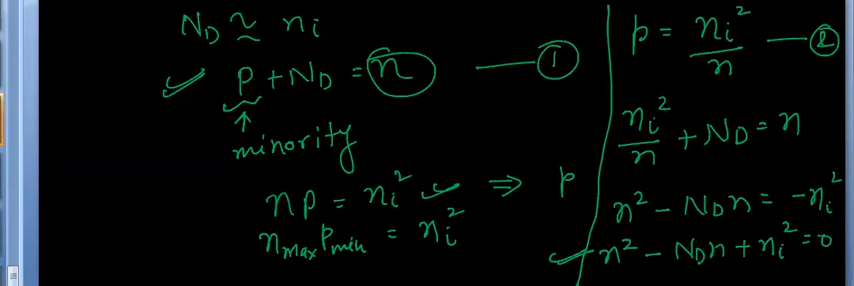 N_D ≈ n_i
p + N_D = n —— ①
↑
minority
np = n_i² ⇒ p
n_max p_min = n_i²
p = n_i²/n —— ②
n_i²/n + N_D = n
n² - N_D n = -n_i²
n² - N_D n + n_i² = 0